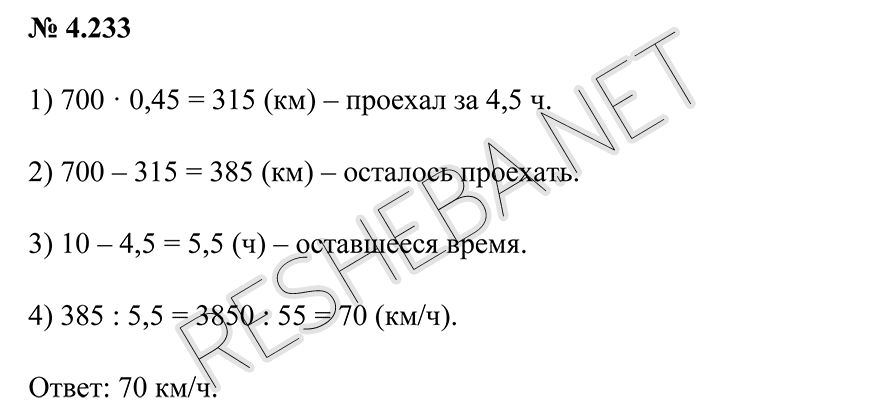 № 4.233
1) 700 · 0,45 = 315 (км) – проехал за 4,5 ч.
2) 700 – 315 = 385 (км) – осталось проехать.
3) 10 – 4,5 = 5,5 (ч) – оставшееся время.
4) 385 : 5,5 = 3850 : 55 = 70 (км/ч).
Ответ: 70 км/ч.
RESHEBA.NET